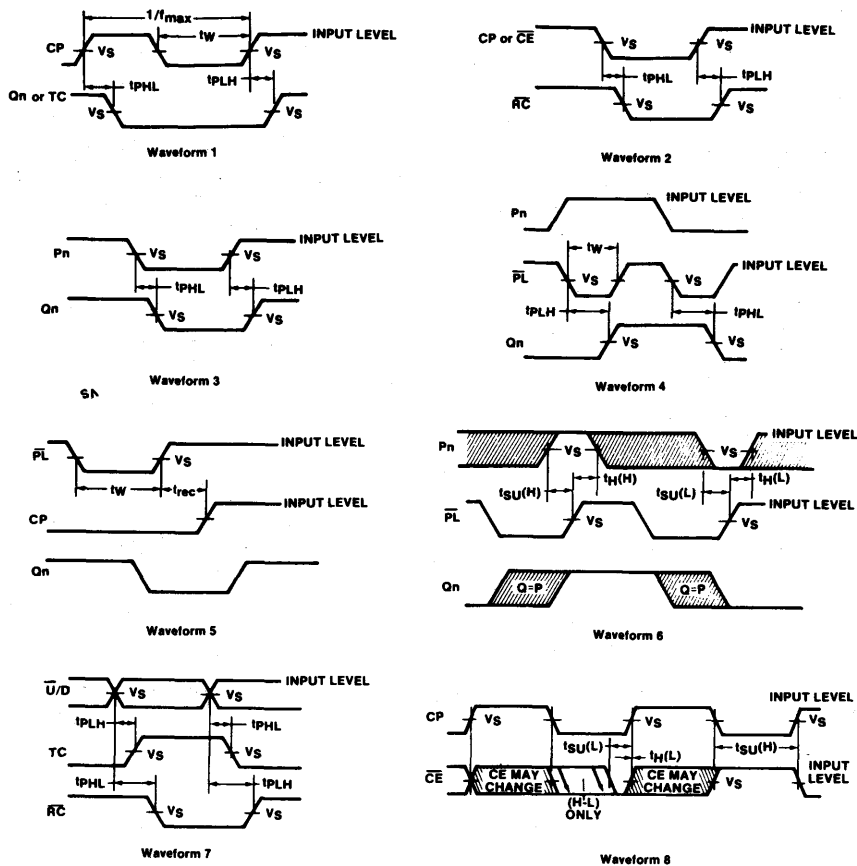 1/fmax
tW
INPUT LEVEL
CP
VS
VS
tPHL
tPLH
Qn or TC
VS
VS
Waveform 1
INPUT LEVEL
CP or CE
VS
VS
tPHL
tPLH
RC
VS
VS
Waveform 2
INPUT LEVEL
Pn
VS
VS
tPHL
tPLH
Qn
VS
VS
Waveform 3
INPUT LEVEL
Pn
tW
INPUT LEVEL
PL
VS
VS
tPLH
tPHL
Qn
VS
VS
Waveform 4
INPUT LEVEL
PL
VS
tW
trec
CP
Qn
Waveform 5
INPUT LEVEL
Pn
VS
VS
tH(H)
tH(L)
tSU(H)
tSU(L)
INPUT LEVEL
PL
VS
VS
Qn
Q=P
Q=P
Waveform 6
INPUT LEVEL
U/D
VS
VS
tPLH
tPHL
TC
VS
VS
tPHL
tPLH
RC
VS
VS
Waveform 7
INPUT LEVEL
CP
VS
VS
VS
VS
tSU(L)
tH(L)
tSU(H)
INPUT
LEVEL
CE
CE MAY
CHANGE
CE MAY
CHANGE
VS
(H-L)
ONLY
Waveform 8